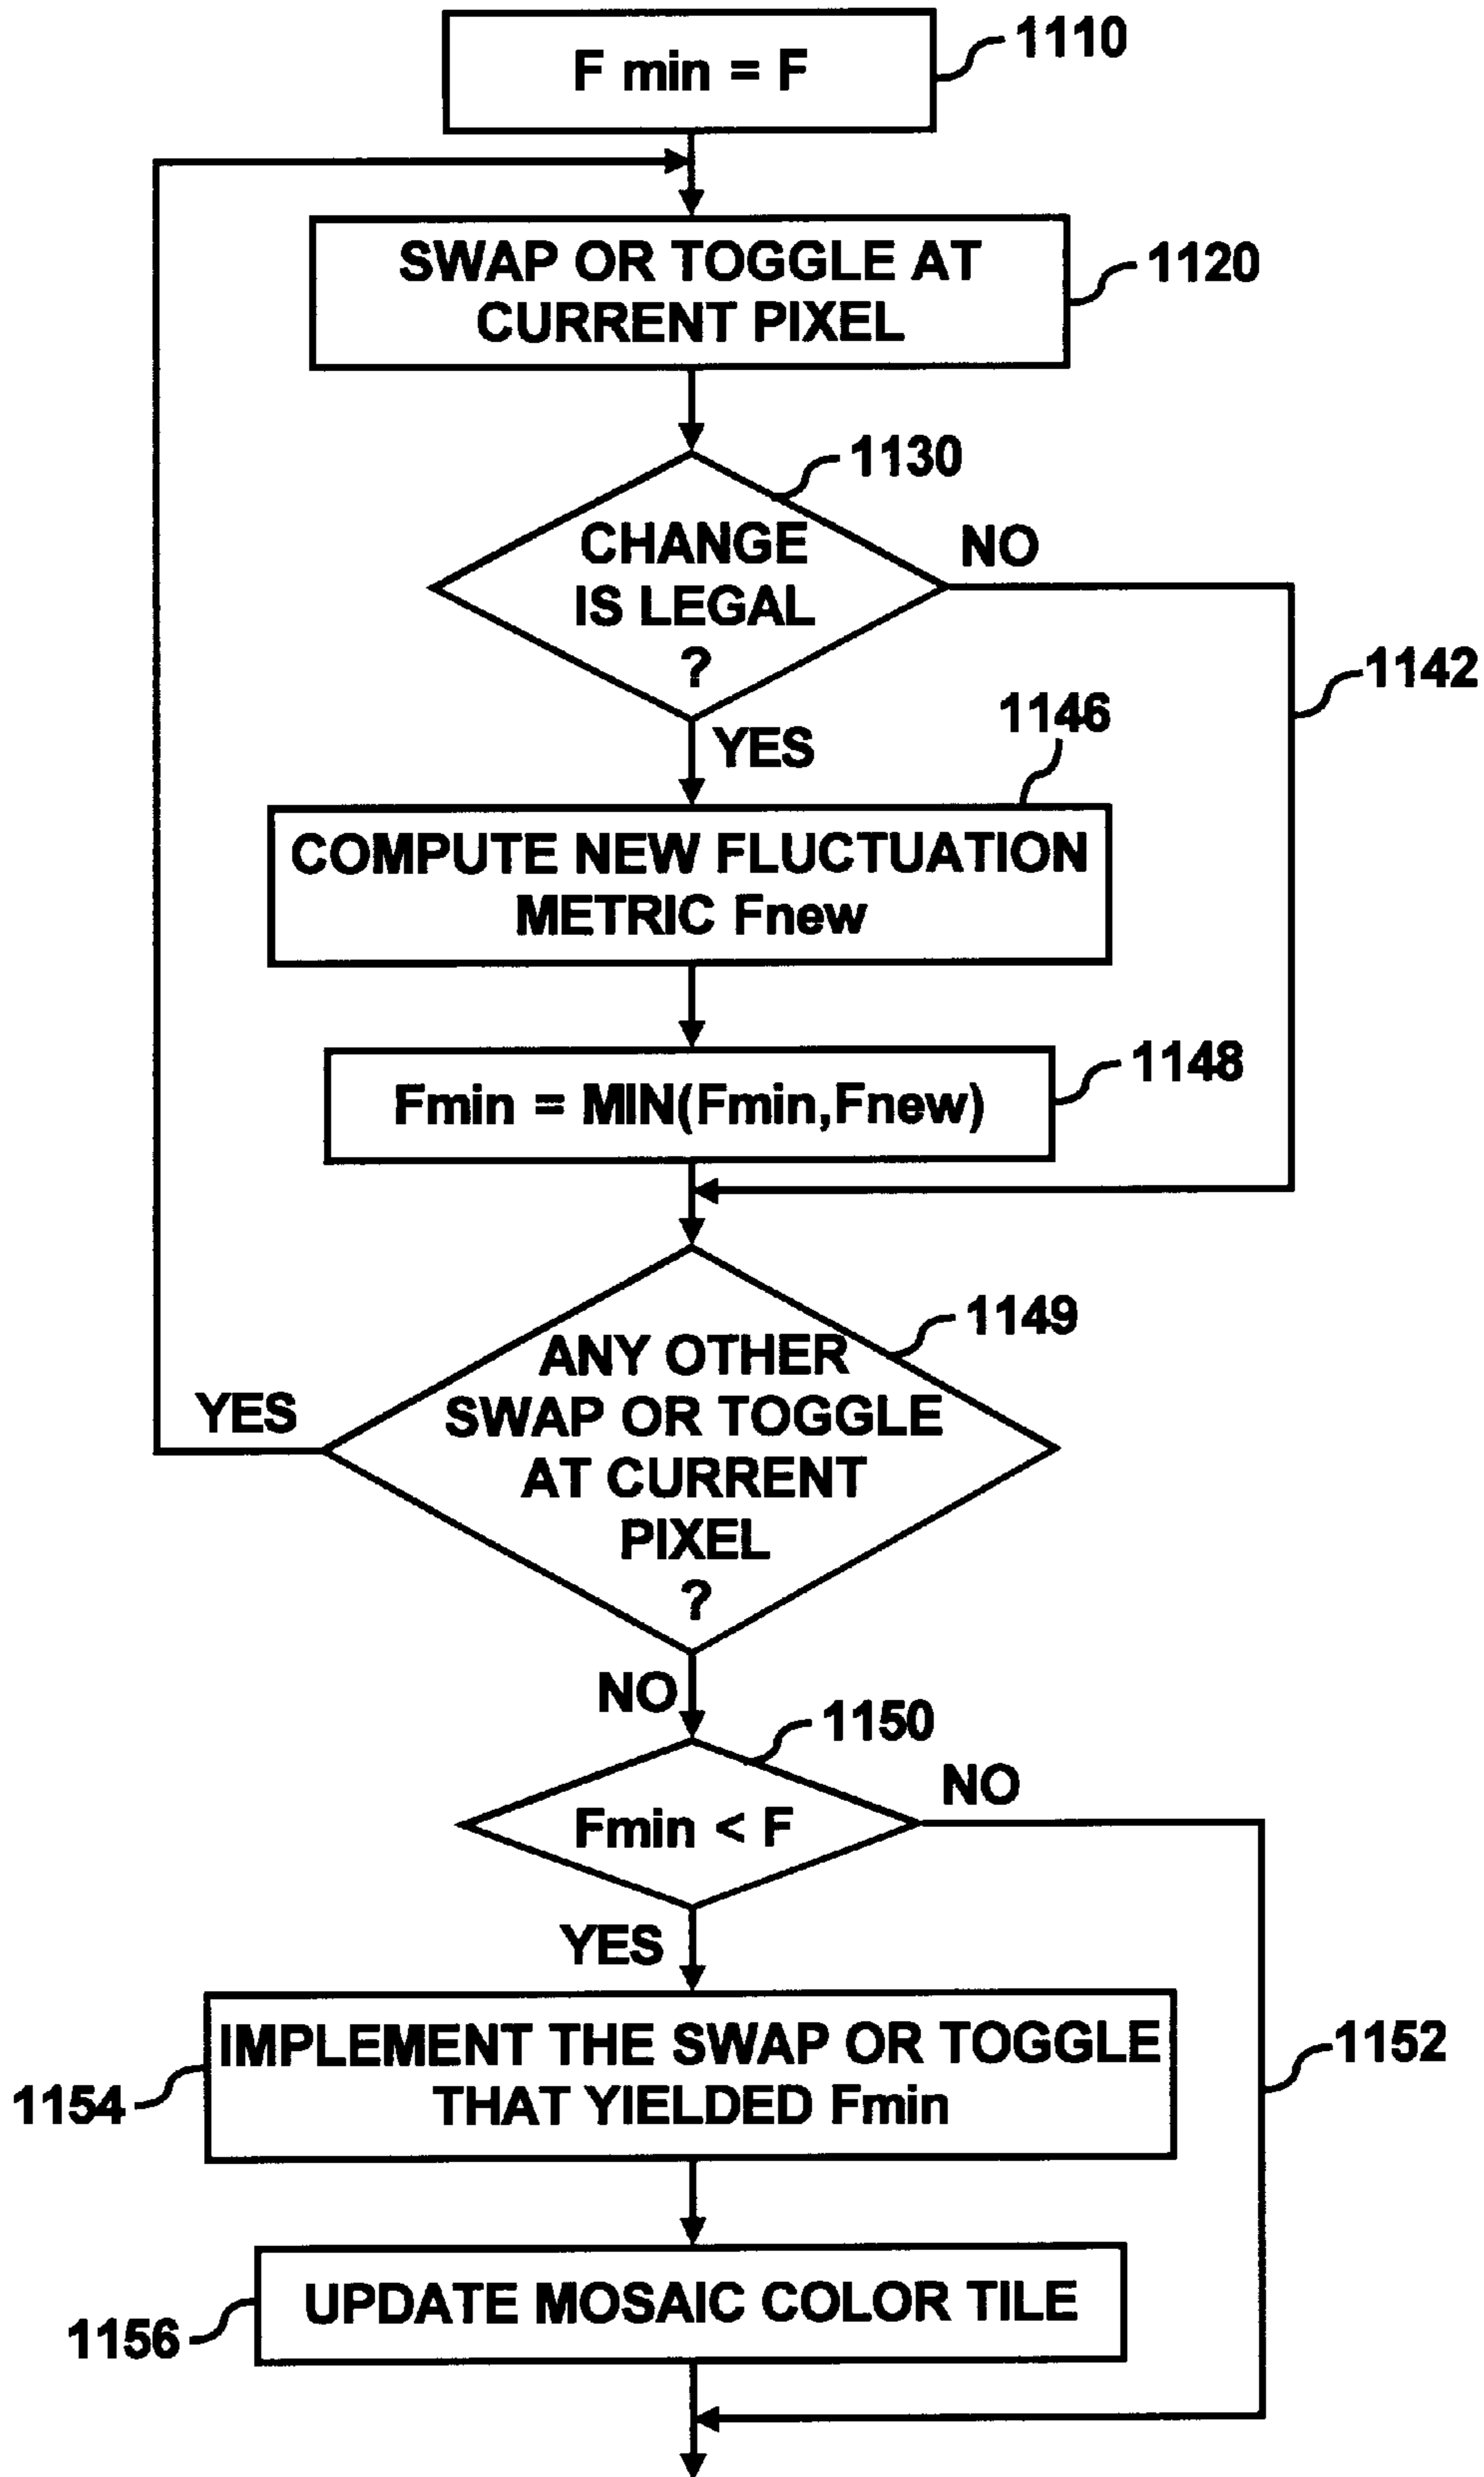 F min = F
1110
SWAP OR TOGGLE AT
CURRENT PIXEL
1120
1130
CHANGE
IS LEGAL
?
NO
1142
YES
1146
COMPUTE NEW FLUCTUATION
METRIC Fnew
Fmin = MIN(Fmin,Fnew)
1148
1149
ANY OTHER
SWAP OR TOGGLE
AT CURRENT
PIXEL
?
YES
NO
1150
Fmin < F
NO
YES
IMPLEMENT THE SWAP OR TOGGLE
THAT YIELDED Fmin
1154
1152
UPDATE MOSAIC COLOR TILE
1156